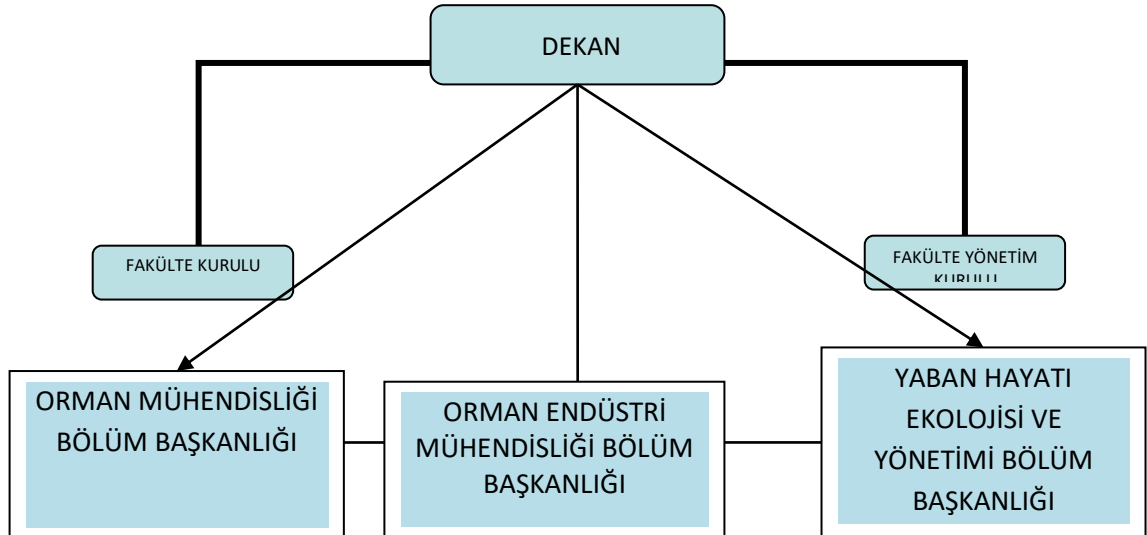 DEKAN
FAKÜLTE KURULU
FAKÜLTE YÖNETİM
KURULU
ORMAN MÜHENDİSLİĞİ
BÖLÜM BAŞKANLIĞI
ORMAN ENDÜSTRİ
MÜHENDİSLİĞİ BÖLÜM
BAŞKANLIĞI
YABAN HAYATI
EKOLOJİSİ VE
YÖNETİMİ BÖLÜM
BAŞKANLIĞI